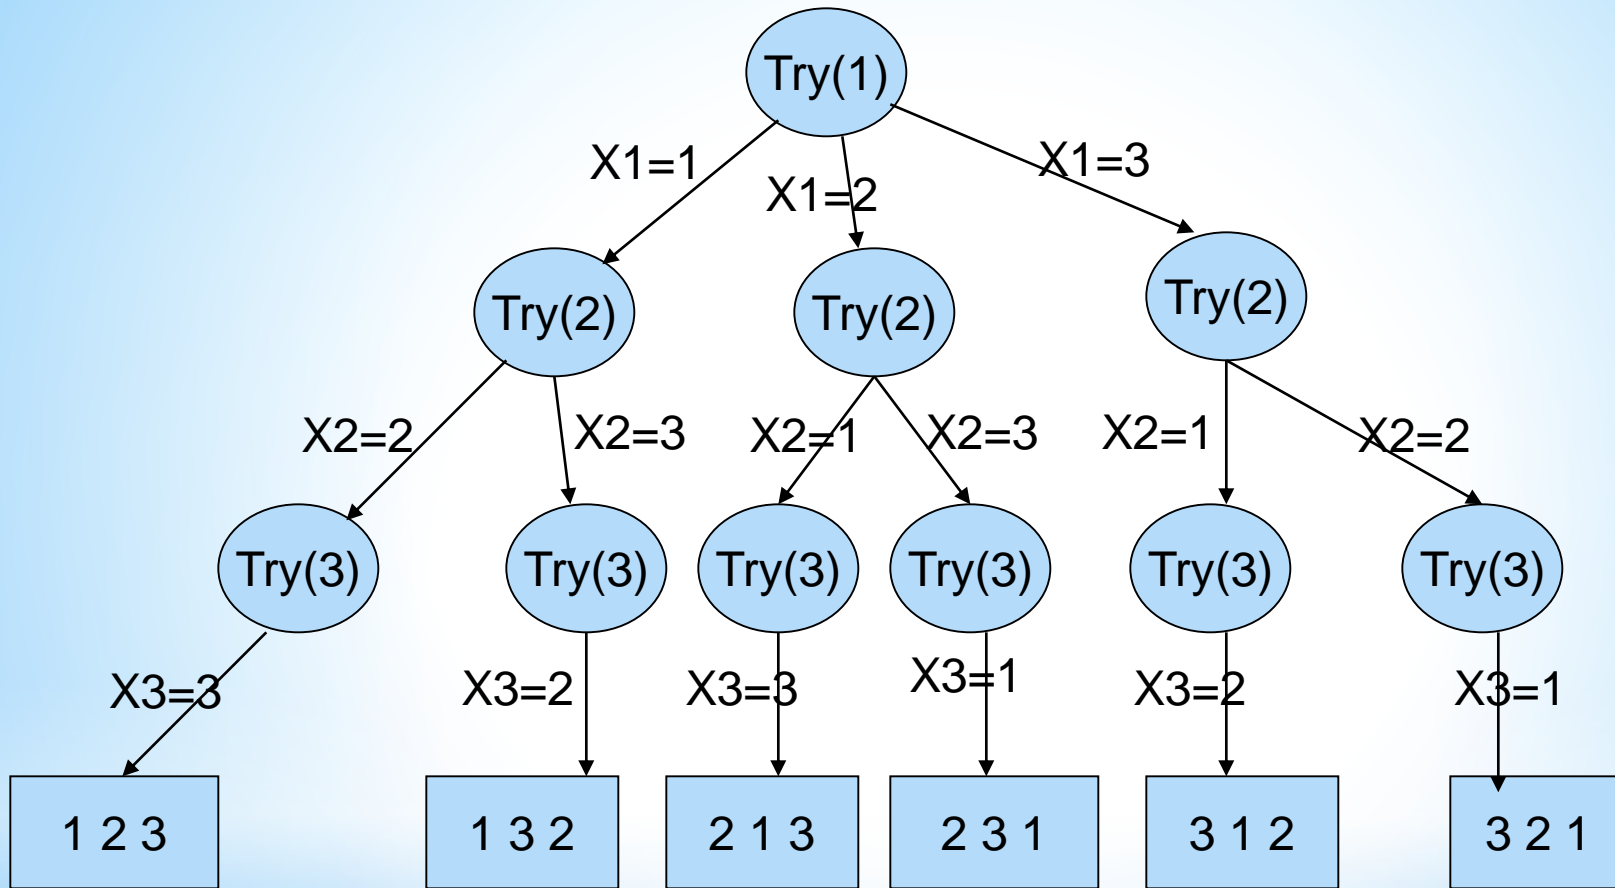 Try(1)
X1=1
X1=2
X1=3
Try(2)
Try(2)
Try(2)
X2=2
X2=3
X2=1
X2=3
X2=1
X2=2
Try(3)
Try(3)
Try(3)
Try(3)
Try(3)
Try(3)
X3=3
X3=2
X3=3
X3=1
X3=2
X3=1
1 2 3
1 3 2
2 1 3
2 3 1
3 1 2
3 2 1